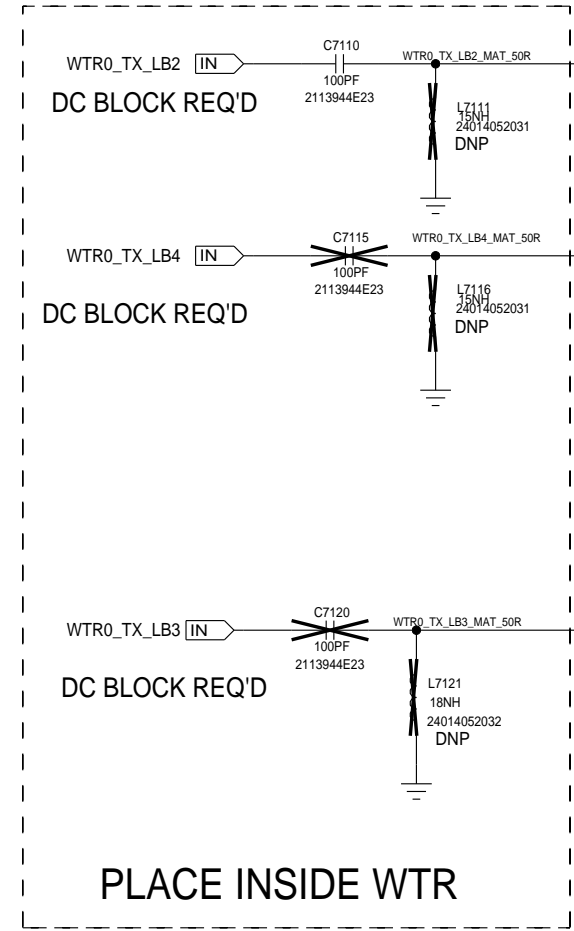 C7110
WTR0_TX_LB2 IN WTR0_TX_LB2_MAT_50R
100PF
2113944E23
DC BLOCK REQ'D
L7111
15NH
24014052031
DNP
C7115
WTR0_TX_LB4 IN WTR0_TX_LB4_MAT_50R
100PF
2113944E23
DC BLOCK REQ'D
L7116
15NH
24014052031
DNP
C7120
WTR0_TX_LB3 IN WTR0_TX_LB3_MAT_50R
100PF
2113944E23
DC BLOCK REQ'D
L7121
18NH
24014052032
DNP
PLACE INSIDE WTR